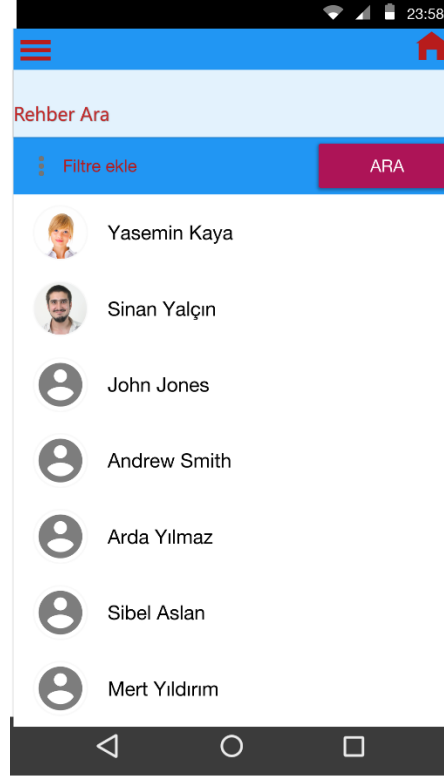 23:58
Rehber Ara
Filtre ekle
ARA
Yasemin Kaya
Sinan Yalçın
John Jones
Andrew Smith
Arda Yılmaz
Sibel Aslan
Mert Yıldırım